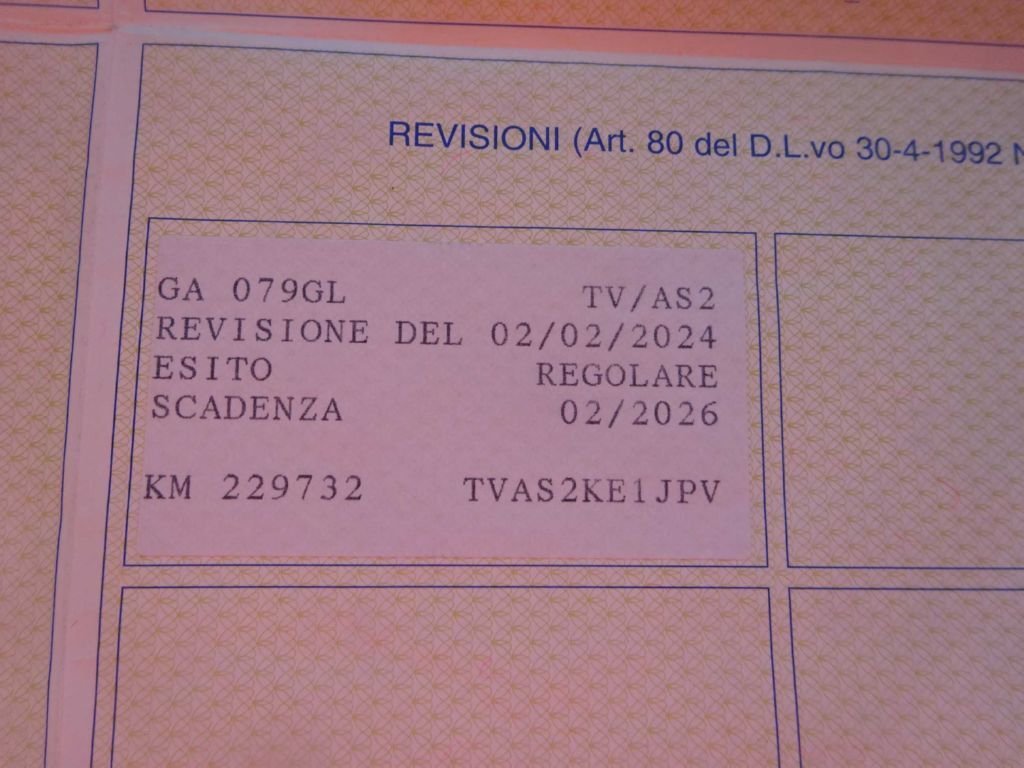 REVISIONI (Art. 80 del D.L.vo 30-4-1992
GA 079GL TV/AS2
REVISIONE DEL 02/02/2024
ESITO REGOLARE
SCADENZA 02/2026
KM 229732 TVAS2KE1JPV